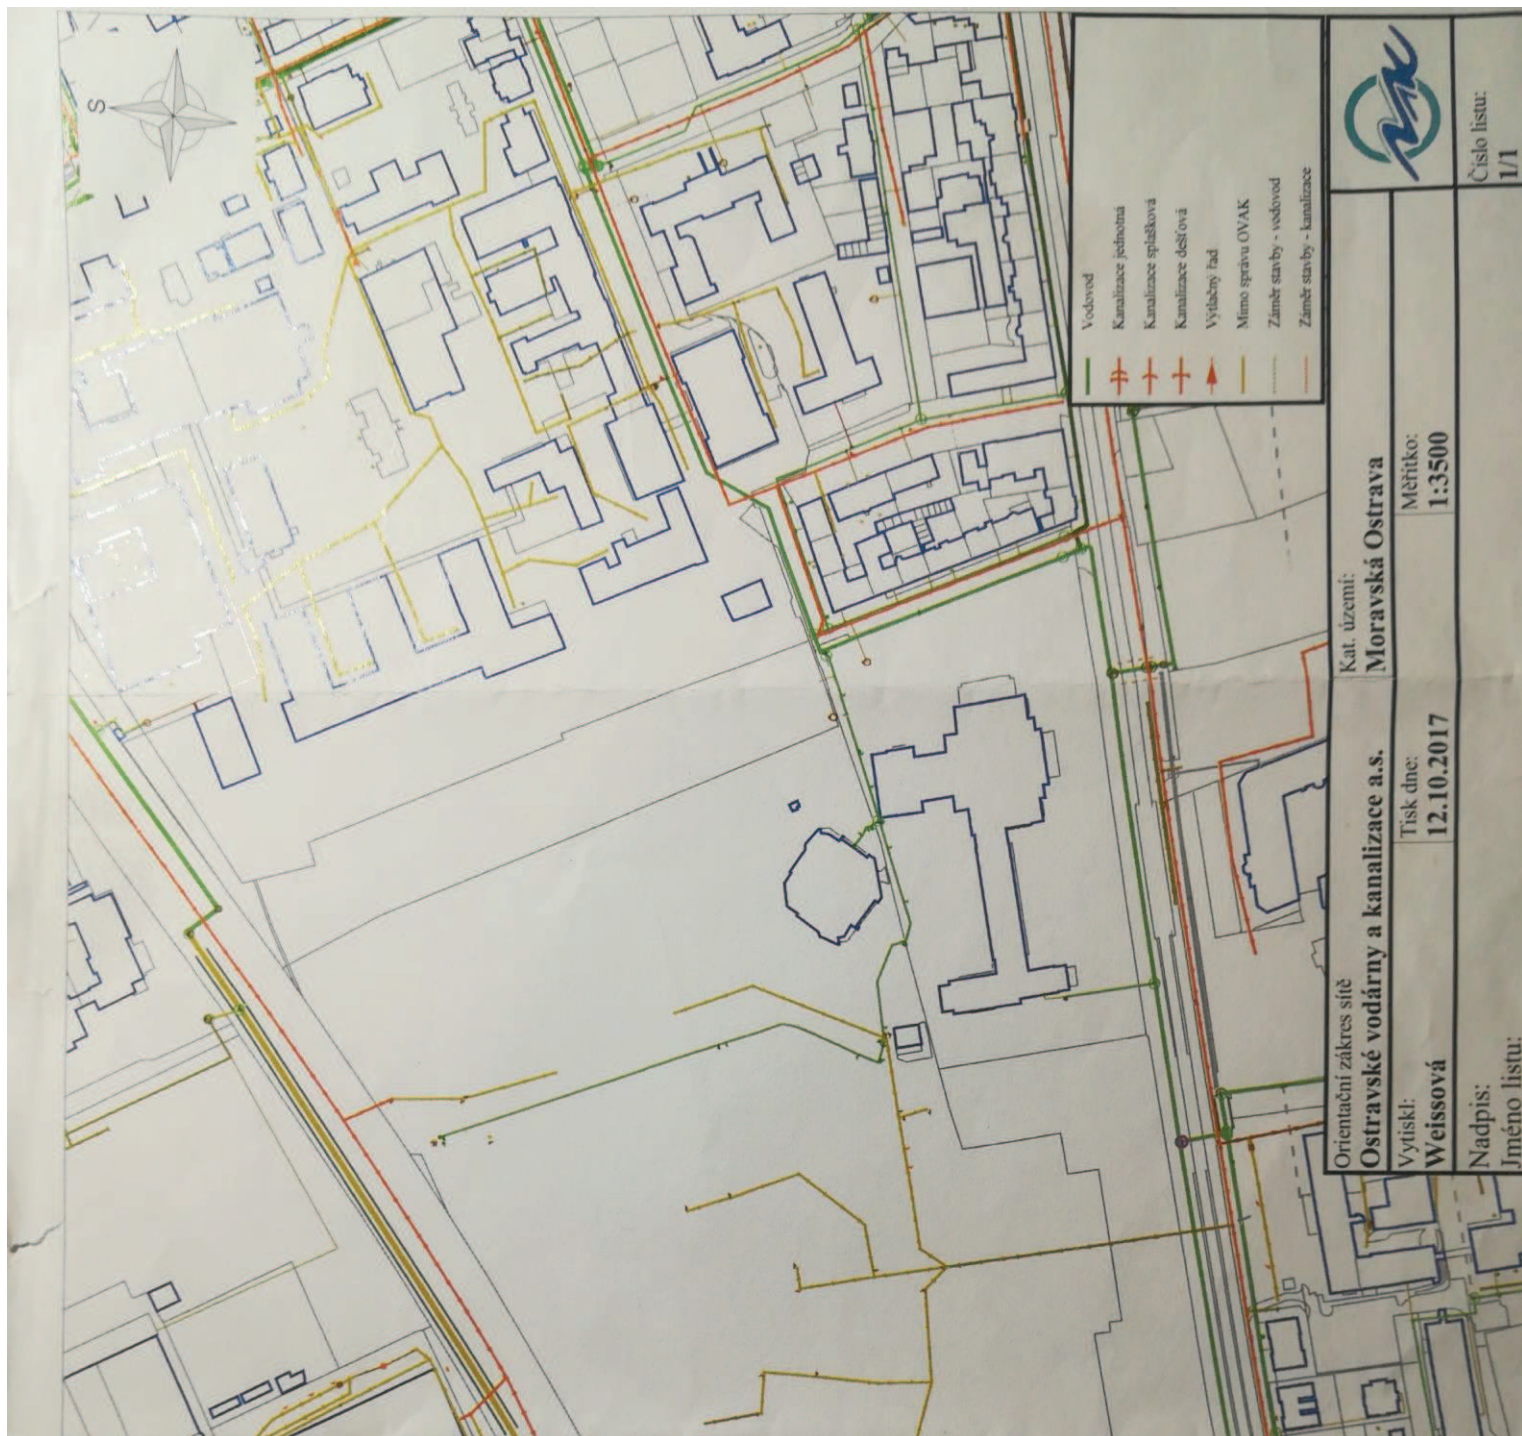 S
Vodovod
Kanalizace jednotná
Kanalizace splašková
Kanalizace dešťová
Výtlačný řad
Mimo správu OVAK
Záměr stavby - vodovod
Záměr stavby - kanalizace
Orientační zákres sítě
Ostravské vodárny a kanalizace a.s.
Kat. území:
Moravská Ostrava
Vytiskl:
Weissová
Tisk dne:
12.10.2017
Měřítko:
1:3500
Nadpis:
Jméno listu:
Číslo listu:
1/1